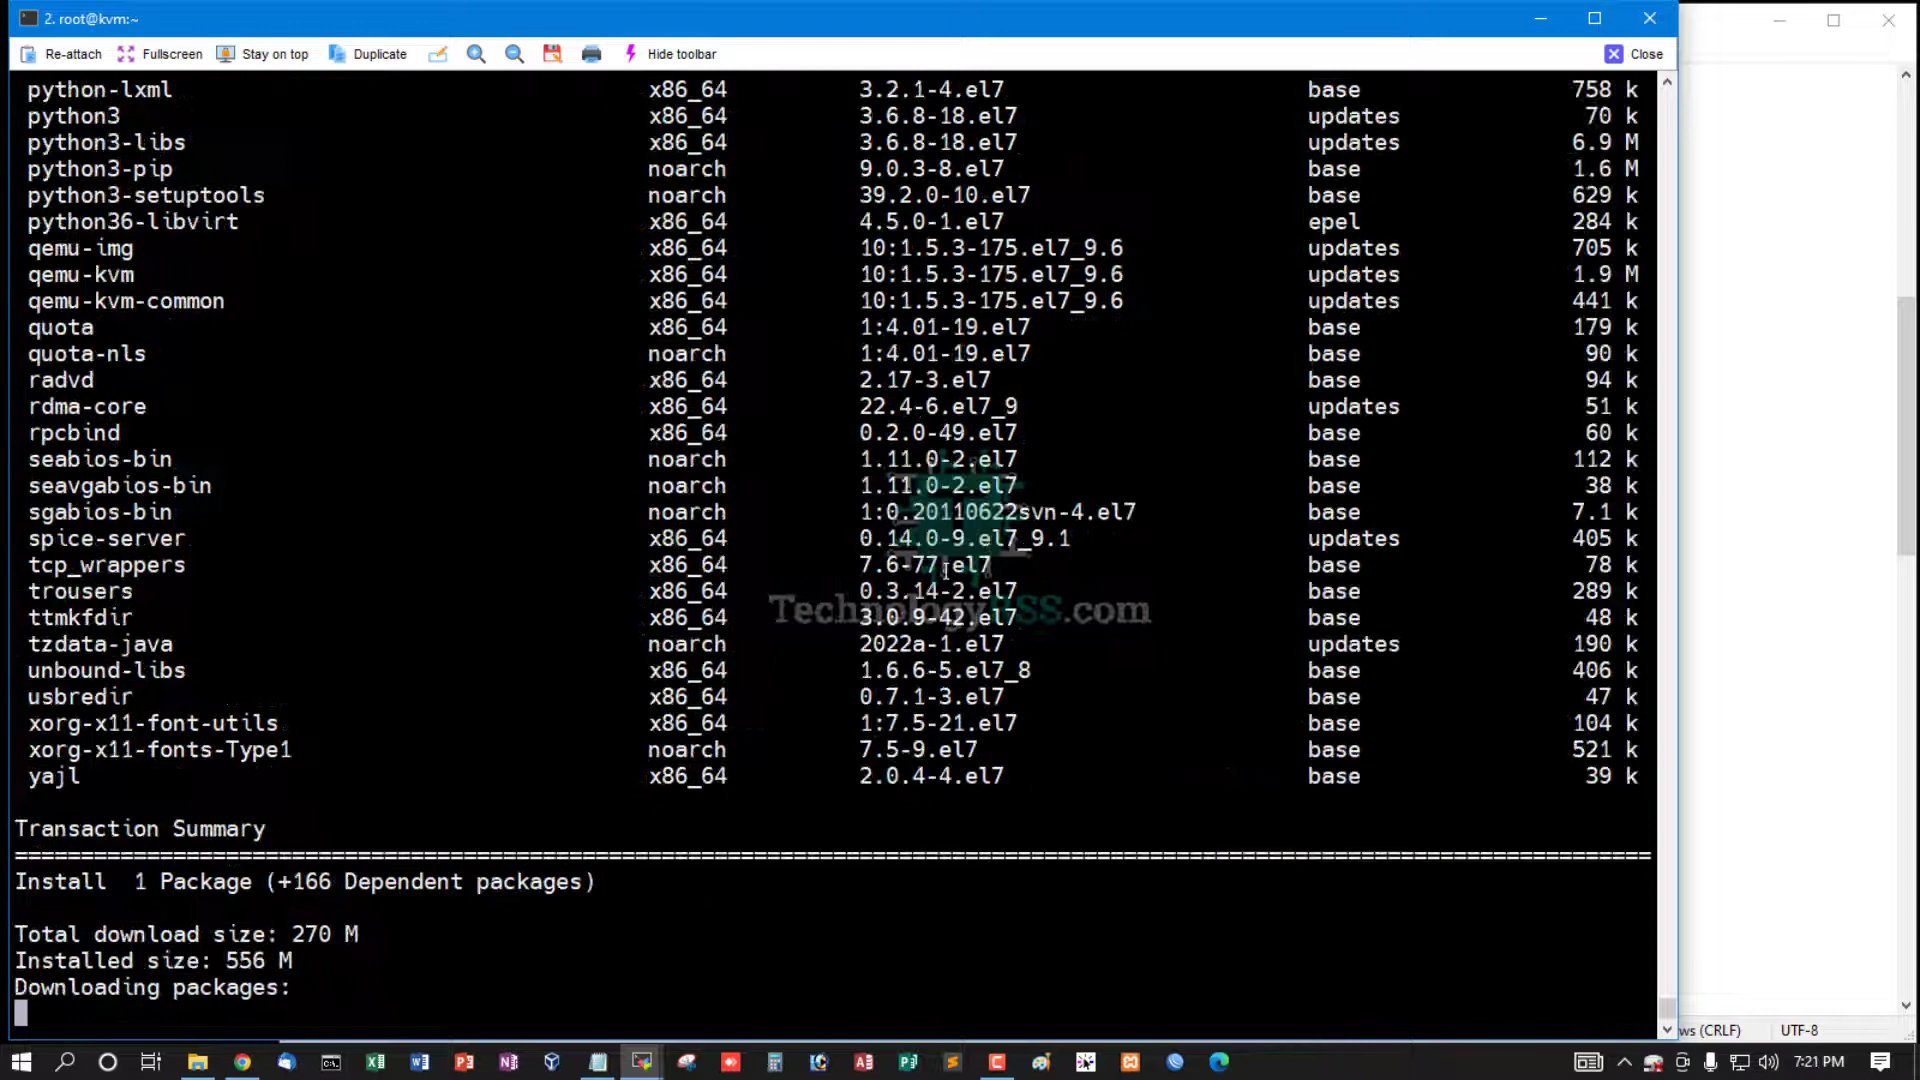 2. root@kvm:~
Re-attach Fullscreen Stay on top Duplicate Hide toolbar Close
python-lxml x86_64 3.2.1-4.el7 base 758 k
python3 x86_64 3.6.8-18.el7 updates 70 k
python3-libs x86_64 3.6.8-18.el7 updates 6.9 M
python3-pip noarch 9.0.3-8.el7 base 1.6 M
python3-setuptools noarch 39.2.0-10.el7 base 629 k
python36-libvirt x86_64 4.5.0-1.el7 epel 284 k
qemu-img x86_64 10:1.5.3-175.el7_9.6 updates 705 k
qemu-kvm x86_64 10:1.5.3-175.el7_9.6 updates 1.9 M
qemu-kvm-common x86_64 10:1.5.3-175.el7_9.6 updates 441 k
quota x86_64 1:4.01-19.el7 base 179 k
quota-nls noarch 1:4.01-19.el7 base 90 k
radvd x86_64 2.17-3.el7 base 94 k
rdma-core x86_64 22.4-6.el7_9 updates 51 k
rpcbind x86_64 0.2.0-49.el7 base 60 k
seabios-bin noarch 1.11.0-2.el7 base 112 k
seavgabios-bin noarch 1.11.0-2.el7 base 38 k
sgabios-bin noarch 1:0.20110622svn-4.el7 base 7.1 k
spice-server x86_64 0.14.0-9.el7_9.1 updates 405 k
tcp_wrappers x86_64 7.6-77.el7 base 78 k
trousers x86_64 0.3.14-2.el7 base 289 k
TechnologyRSS.com
ttmkfdir x86_64 3.0.9-42.el7 base 48 k
tzdata-java noarch 2022a-1.el7 updates 190 k
unbound-libs x86_64 1.6.6-5.el7_8 base 406 k
usbredir x86_64 0.7.1-3.el7 base 47 k
xorg-x11-font-utils x86_64 1:7.5-21.el7 base 104 k
xorg-x11-fonts-Type1 noarch 7.5-9.el7 base 521 k
yajl x86_64 2.0.4-4.el7 base 39 k
Transaction Summary
================================================================================
Install 1 Package (+166 Dependent packages)
Total download size: 270 M
Installed size: 556 M
Downloading packages:
ws (CRLF) UTF-8
7:21 PM